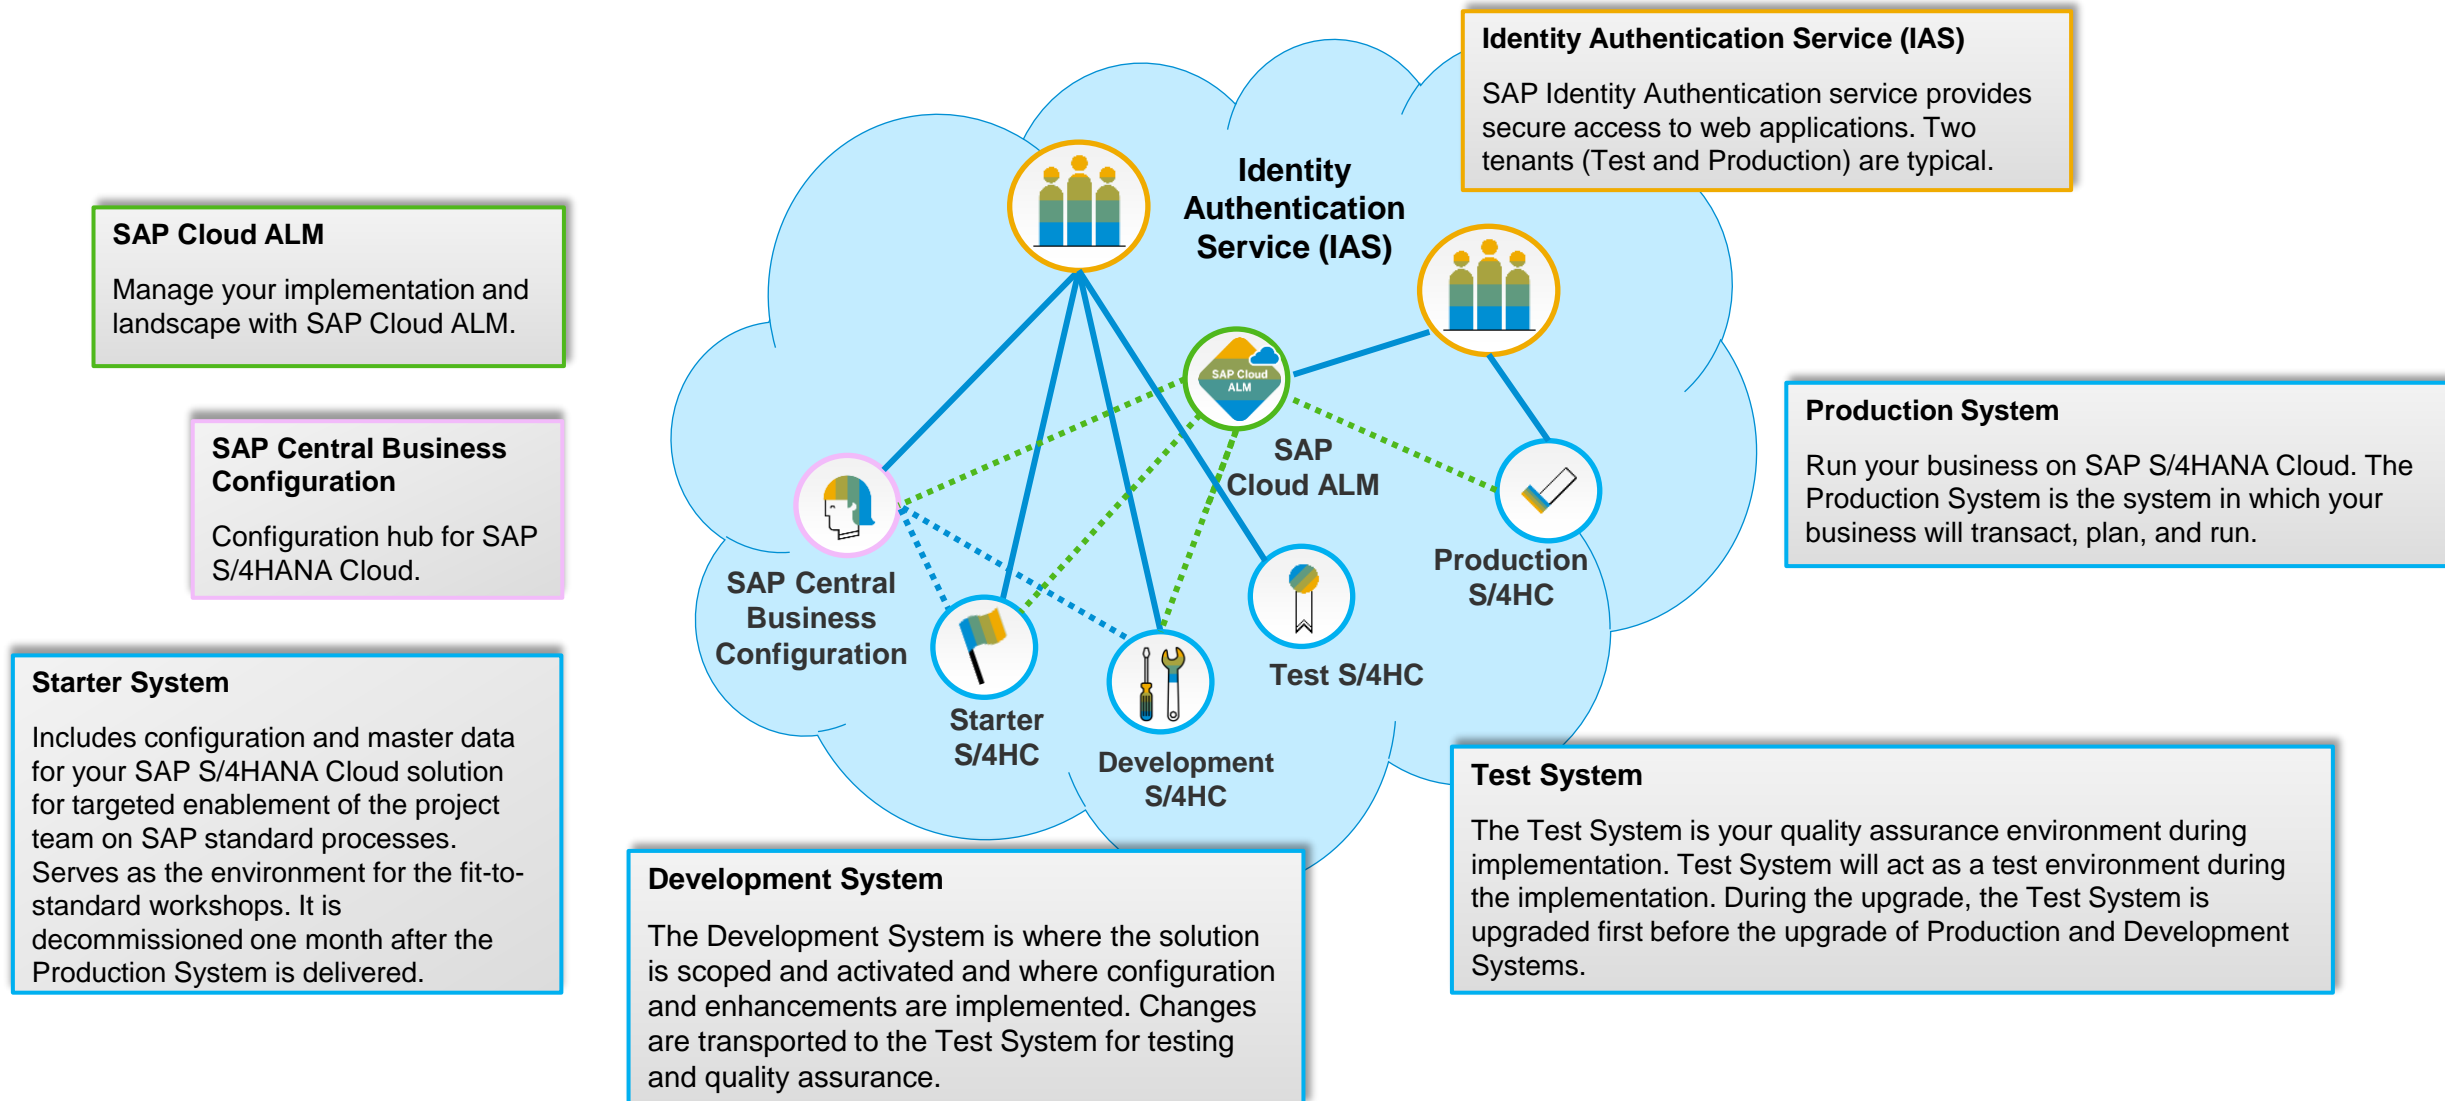 Identity Authentication Service (IAS)
SAP Identity Authentication service provides
secure access to web applications. Two
tenants (Test and Production) are typical.
Identity
Authentication
Service (IAS)
SAP Cloud ALM
Manage your implementation and
landscape with SAP Cloud ALM.
SAP Cloud
ALM
SAP
Cloud ALM
Production System
Run your business on SAP S/4HANA Cloud. The
Production System is the system in which your
business will transact, plan, and run.
SAP Central Business
Configuration
Configuration hub for SAP
S/4HANA Cloud.
SAP Central
Business
Configuration
Production
S/4HC
Test S/4HC
Starter
S/4HC
Development
S/4HC
Starter System
Includes configuration and master data
for your SAP S/4HANA Cloud solution
for targeted enablement of the project
team on SAP standard processes.
Serves as the environment for the fit-to-
standard workshops. It is
decommissioned one month after the
Production System is delivered.
Development System
The Development System is where the solution
is scoped and activated and where configuration
and enhancements are implemented. Changes
are transported to the Test System for testing
and quality assurance.
Test System
The Test System is your quality assurance environment during
implementation. Test System will act as a test environment during
the implementation. During the upgrade, the Test System is
upgraded first before the upgrade of Production and Development
Systems.